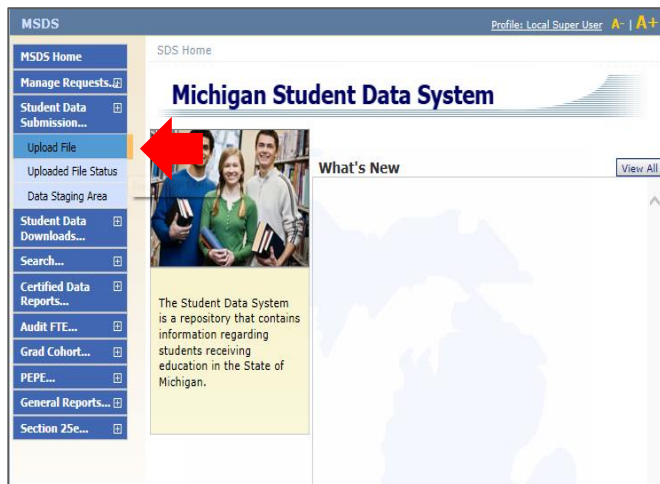 MSDS
Profile: Local Super User A- | A+
MSDS Home
Manage Requests...
Student Data
Submission...
Upload File
Uploaded File Status
Data Staging Area
Student Data
Downloads...
Search...
Certified Data
Reports...
Audit FTE...
Grad Cohort...
PEPE...
General Reports...
Section 25e...
SDS Home
Michigan Student Data System
The Student Data System
is a repository that contains
information regarding
students receiving
education in the State of
Michigan.
What's New
View All